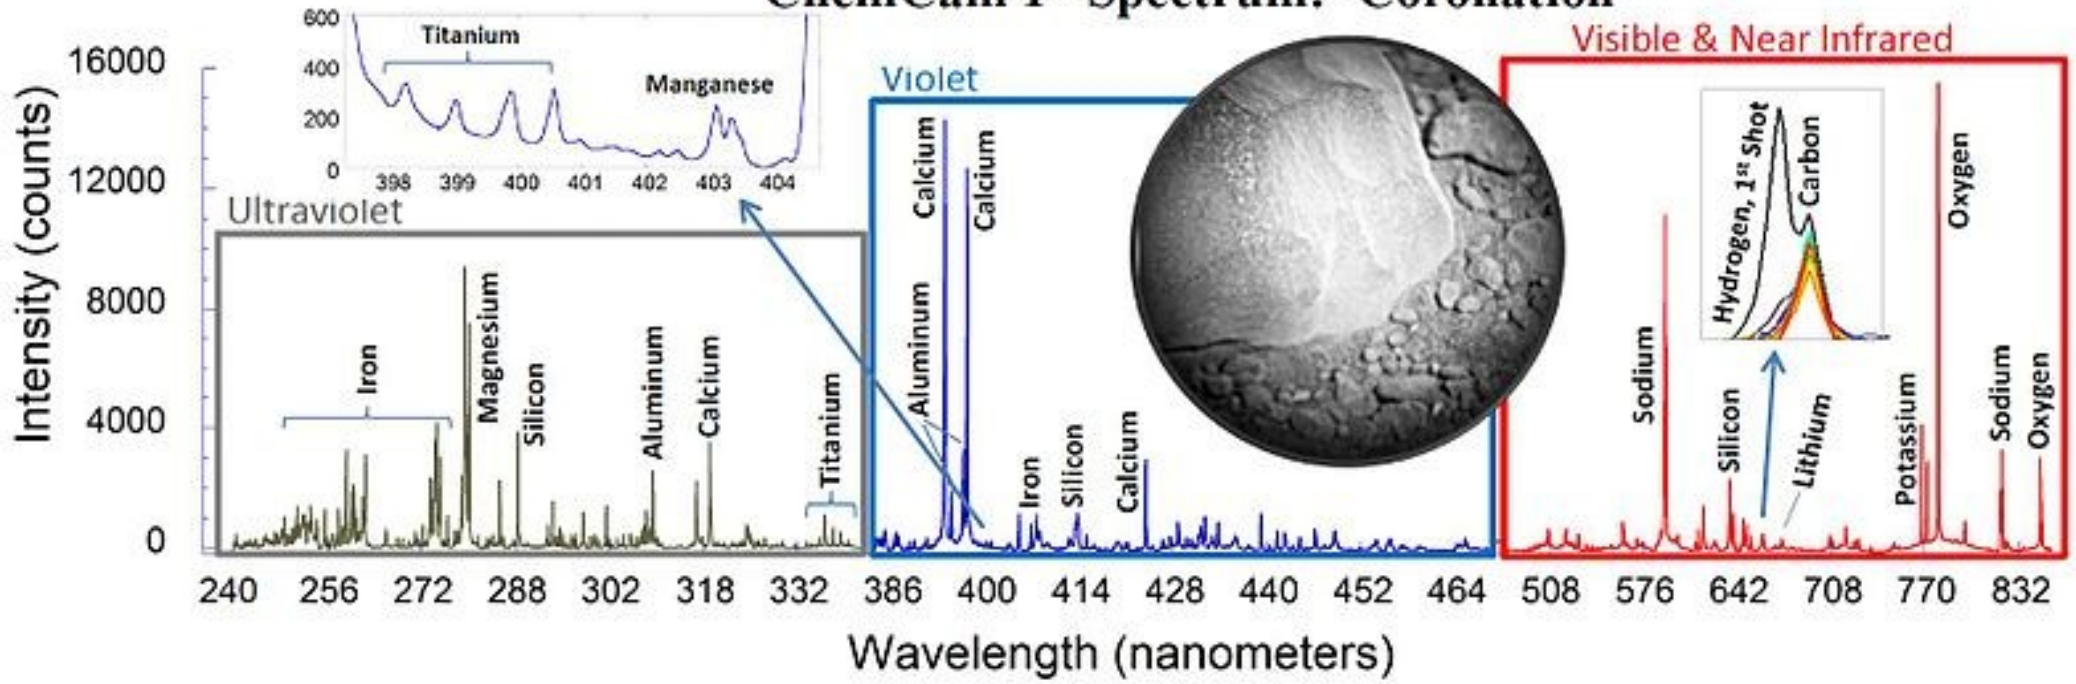 ChemCam 1st Spectrum: "Coronation"
Intensity (counts)
16000
12000
8000
4000
0
600
400
200
0
Titanium
Manganese
398 399 400 401 402 403 404
Ultraviolet
Iron
Magnesium
Silicon
Aluminum
Calcium
Titanium
Violet
Calcium
Calcium
Aluminum
Iron
Silicon
Calcium
Visible & Near Infrared
Sodium
Silicon
Hydrogen, 1st Shot
Carbon
Lithium
Potassium
Oxygen
Sodium
Oxygen
240 256 272 288 302 318 332 386 400 414 428 440 452 464 508 576 642 708 770 832
Wavelength (nanometers)